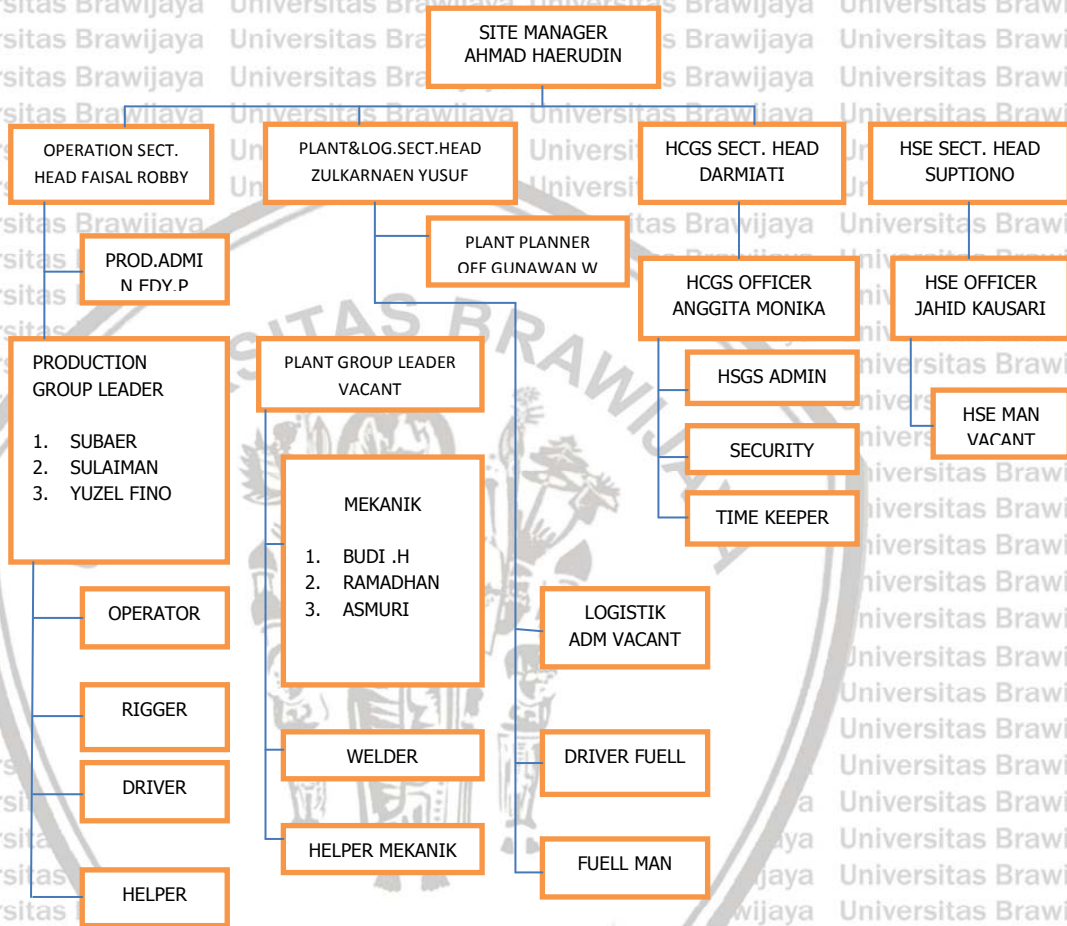 SITE MANAGER
AHMAD HAERUDIN
OPERATION SECT.
HEAD FAISAL ROBBY
PLANT&LOG.SECT.HEAD
ZULKARNAEN YUSUF
HCGS SECT. HEAD
DARMIATI
HSE SECT. HEAD
SUPTIONO
PROD.ADMI
N EDY.P
PLANT PLANNER
OFF GUNAWAN W
HCGS OFFICER
ANGGITA MONIKA
HSE OFFICER
JAHID KAUSARI
PRODUCTION
GROUP LEADER
1. SUBAER
2. SULAIMAN
3. YUZEL FINO
PLANT GROUP LEADER
VACANT
HSGS ADMIN
SECURITY
TIME KEEPER
HSE MAN
VACANT
MEKANIK
1. BUDI .H
2. RAMADHAN
3. ASMURI
OPERATOR
RIGGER
DRIVER
HELPER
WELDER
HELPER MEKANIK
LOGISTIK
ADM VACANT
DRIVER FUELL
FUELL MAN
UNIVERSITAS BRAWIJAYA
Universitas Brawijaya